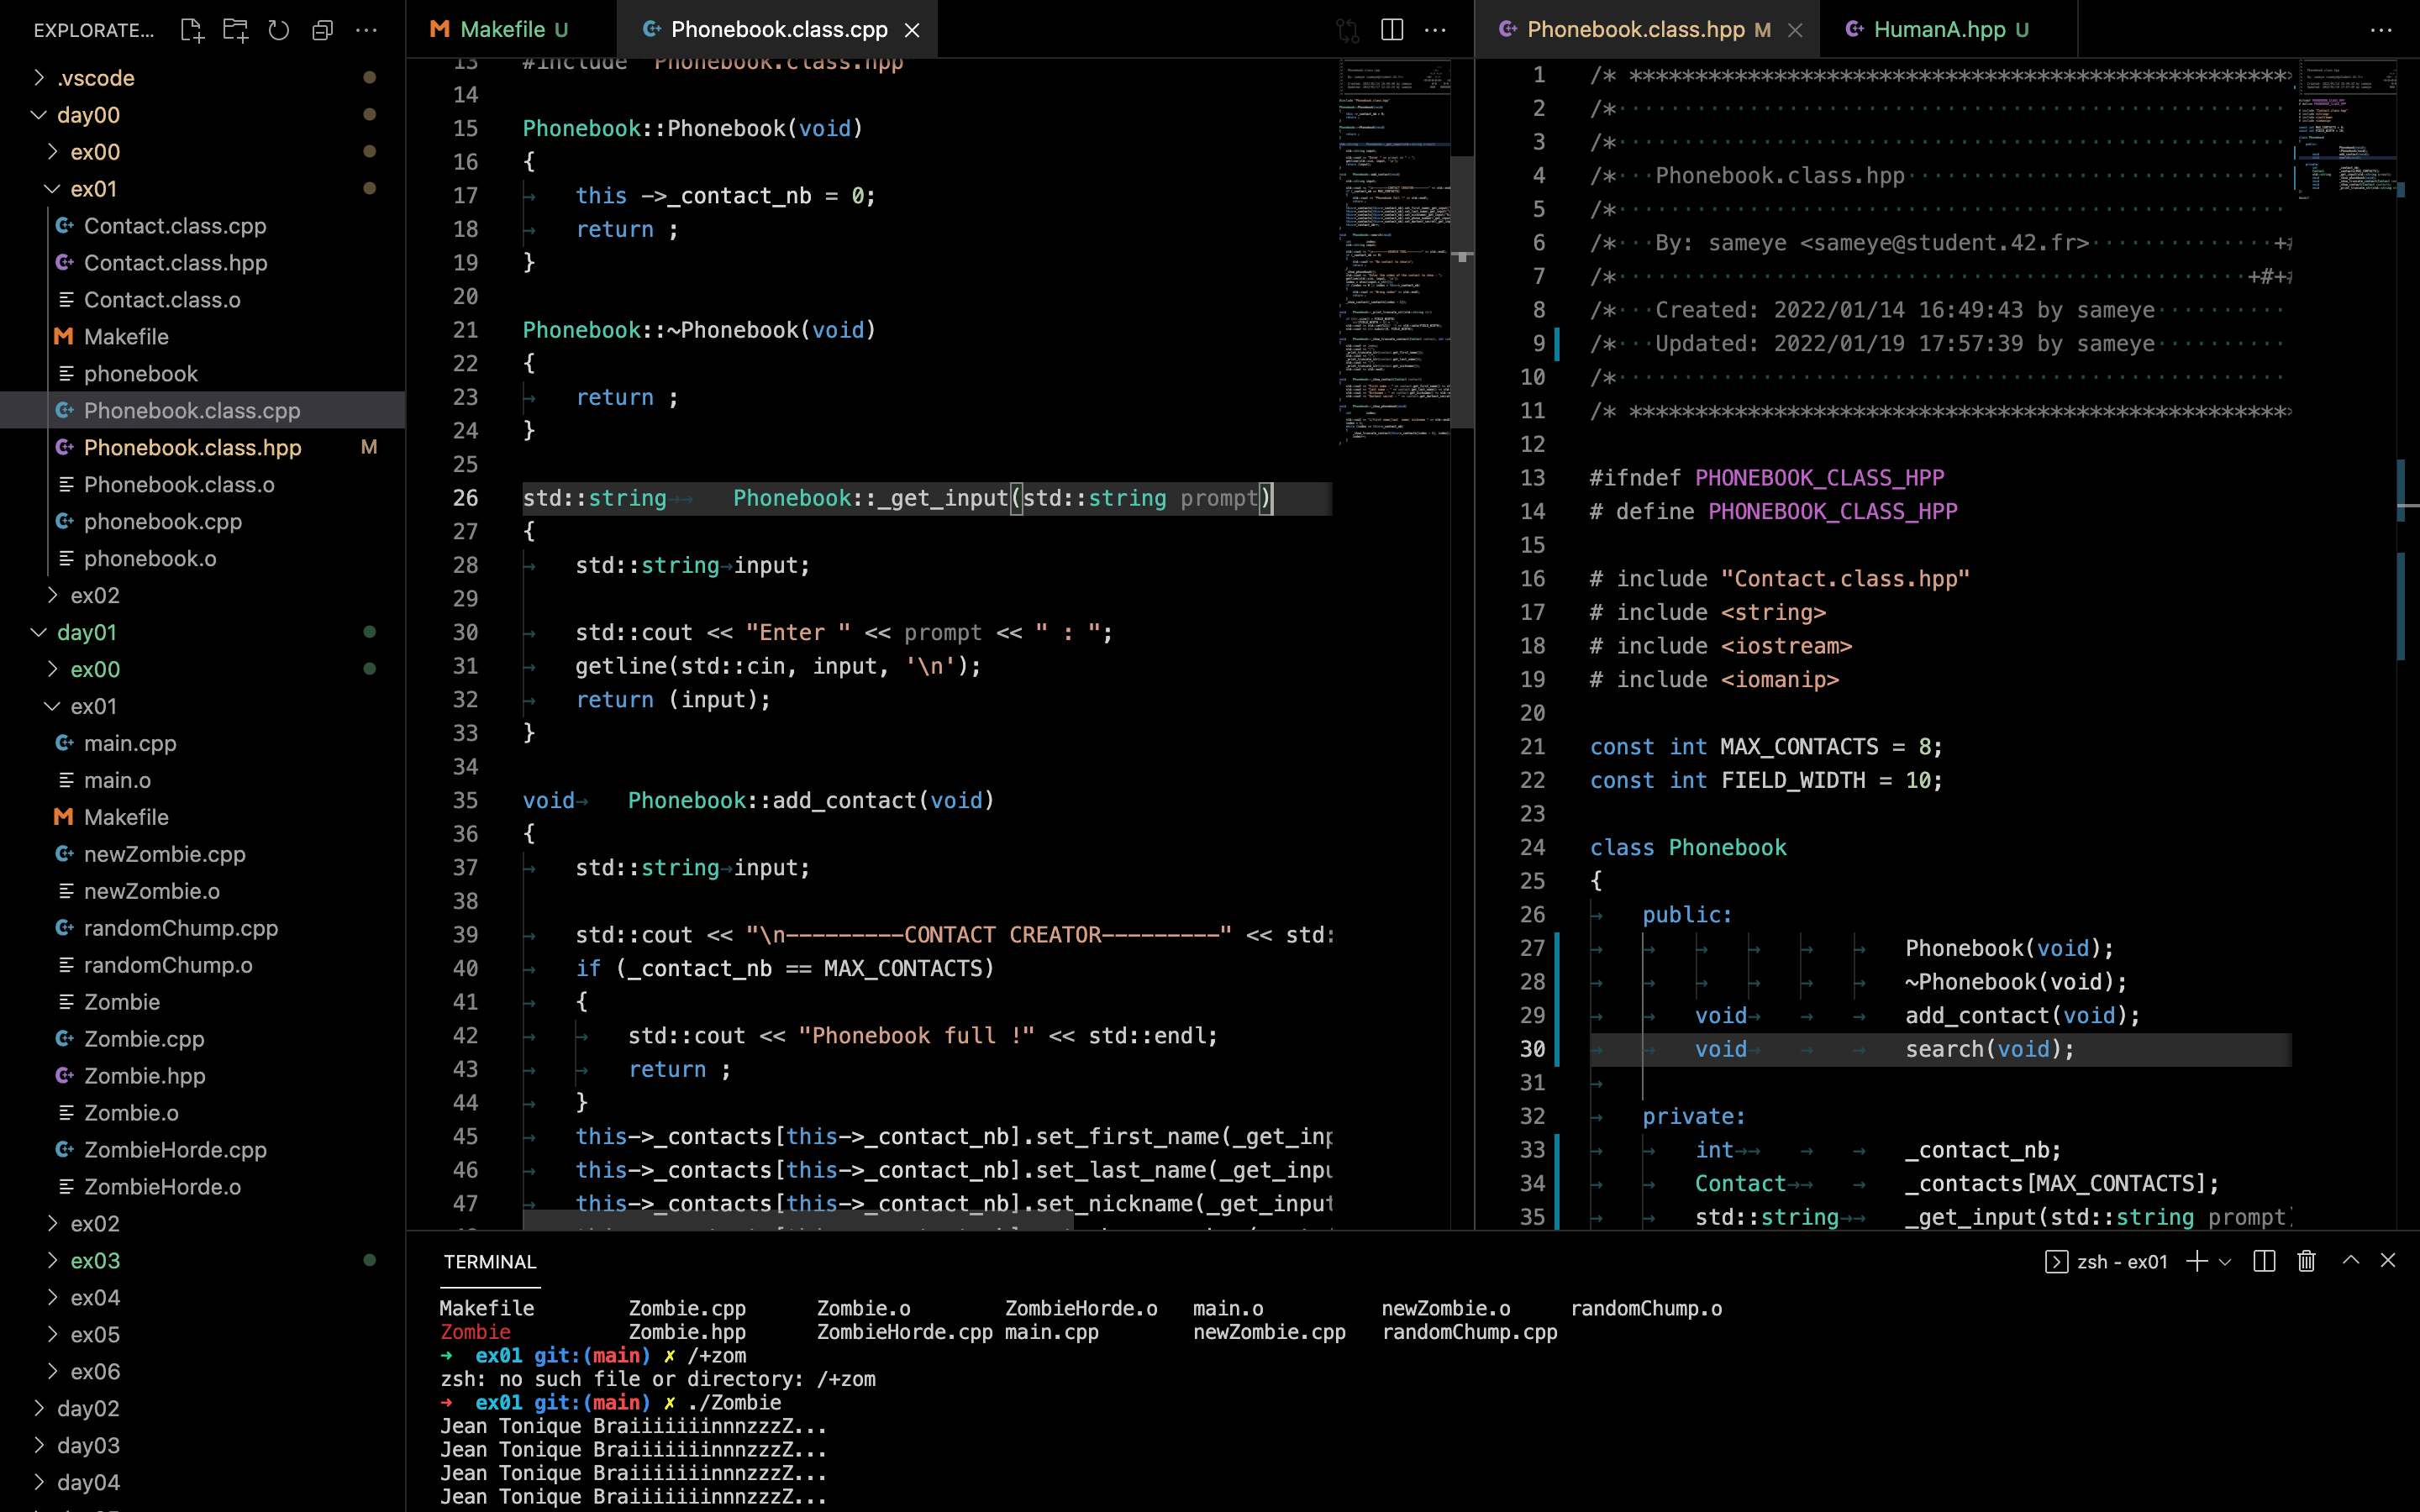 EXPLORATE...
.vscode
day00
ex00
ex01
Contact.class.cpp
Contact.class.hpp
Contact.class.o
Makefile
phonebook
Phonebook.class.cpp
Phonebook.class.hpp M
Phonebook.class.o
phonebook.cpp
phonebook.o
ex02
day01
ex00
ex01
main.cpp
main.o
Makefile
newZombie.cpp
newZombie.o
randomChump.cpp
randomChump.o
Zombie
Zombie.cpp
Zombie.hpp
Zombie.o
ZombieHorde.cpp
ZombieHorde.o
ex02
ex03
ex04
ex05
ex06
day02
day03
day04
Makefile U
Phonebook.class.cpp
13 #include "Phonebook.class.hpp"
14
15 Phonebook::Phonebook(void)
16 {
17 this ->_contact_nb = 0;
18 return ;
19 }
20
21 Phonebook::~Phonebook(void)
22 {
23 return ;
24 }
25
26 std::string Phonebook::_get_input(std::string prompt)
27 {
28 std::string input;
29
30 std::cout << "Enter " << prompt << " : ";
31 getline(std::cin, input, '\n');
32 return (input);
33 }
34
35 void Phonebook::add_contact(void)
36 {
37 std::string input;
38
39 std::cout << "\n---------CONTACT CREATOR---------" << std:
40 if (_contact_nb == MAX_CONTACTS)
41 {
42 std::cout << "Phonebook full !" << std::endl;
43 return ;
44 }
45 this->_contacts[this->_contact_nb].set_first_name(_get_inp
46 this->_contacts[this->_contact_nb].set_last_name(_get_inpu
47 this->_contacts[this->_contact_nb].set_nickname(_get_input
Phonebook.class.hpp M
HumanA.hpp U
1 /* **************************************************
2 /*
3 /*
4 /* Phonebook.class.hpp
5 /*
6 /* By: sameye <sameye@student.42.fr> +#
7 /* +#+#
8 /* Created: 2022/01/14 16:49:43 by sameye
9 /* Updated: 2022/01/19 17:57:39 by sameye
10 /*
11 /* **************************************************
12
13 #ifndef PHONEBOOK_CLASS_HPP
14 # define PHONEBOOK_CLASS_HPP
15
16 # include "Contact.class.hpp"
17 # include <string>
18 # include <iostream>
19 # include <iomanip>
20
21 const int MAX_CONTACTS = 8;
22 const int FIELD_WIDTH = 10;
23
24 class Phonebook
25 {
26 public:
27 Phonebook(void);
28 ~Phonebook(void);
29 void add_contact(void);
30 void search(void);
31
32 private:
33 int _contact_nb;
34 Contact _contacts[MAX_CONTACTS];
35 std::string _get_input(std::string prompt)
TERMINAL
zsh - ex01
Makefile Zombie.cpp Zombie.o ZombieHorde.o main.o newZombie.o randomChump.o
Zombie Zombie.hpp ZombieHorde.cpp main.cpp newZombie.cpp randomChump.cpp
➜ ex01 git:(main) ✗ /+zom
zsh: no such file or directory: /+zom
➜ ex01 git:(main) ✗ ./Zombie
Jean Tonique BraiiiiiiinnnzzzZ...
Jean Tonique BraiiiiiiinnnzzzZ...
Jean Tonique BraiiiiiiinnnzzzZ...
Jean Tonique BraiiiiiiinnnzzzZ...